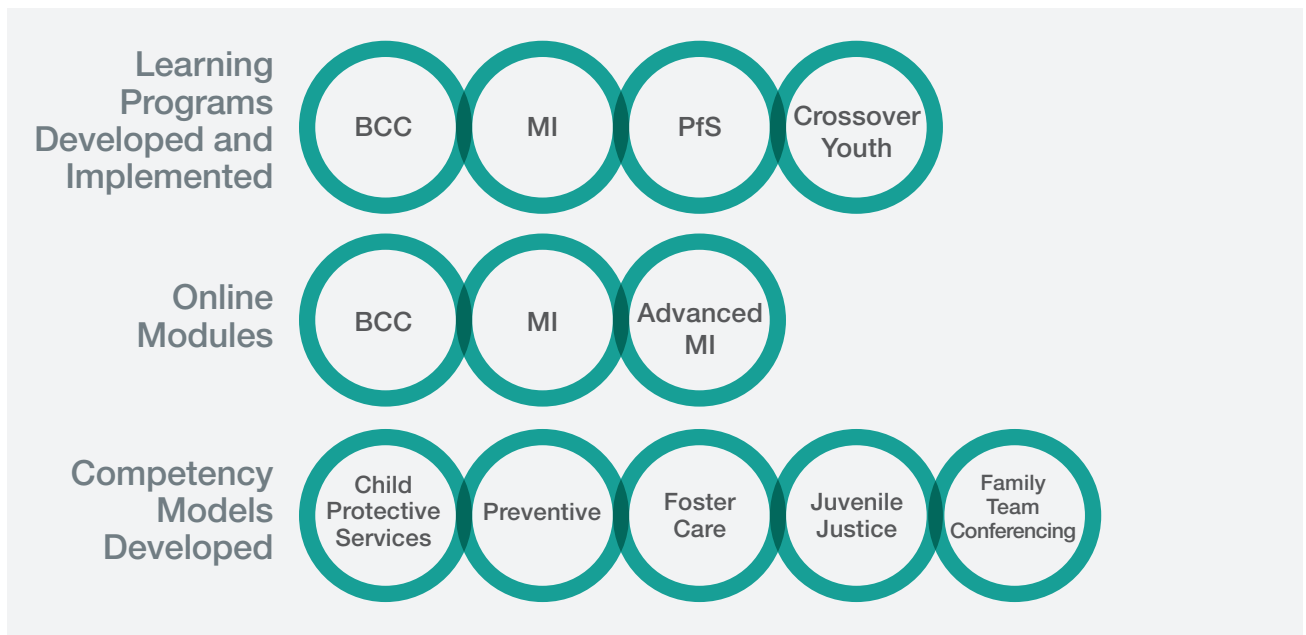 Learning
Programs
Developed and
Implemented
BCC
MI
PfS
Crossover
Youth
Online
Modules
BCC
MI
Advanced
MI
Competency
Models
Developed
Child
Protective
Services
Preventive
Foster
Care
Juvenile
Justice
Family
Team
Conferencing